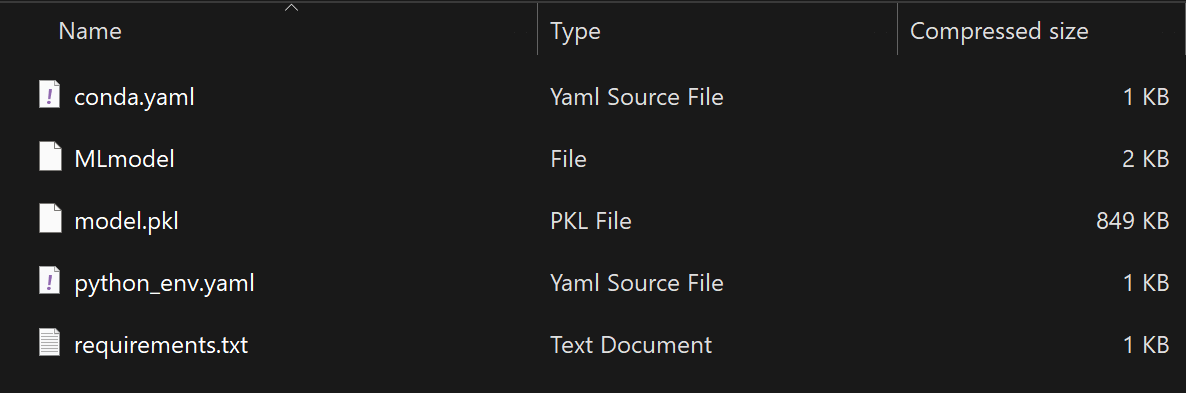 Name Type Compressed size
conda.yaml Yaml Source File 1 KB
MLmodel File 2 KB
model.pkl PKL File 849 KB
python_env.yaml Yaml Source File 1 KB
requirements.txt Text Document 1 KB